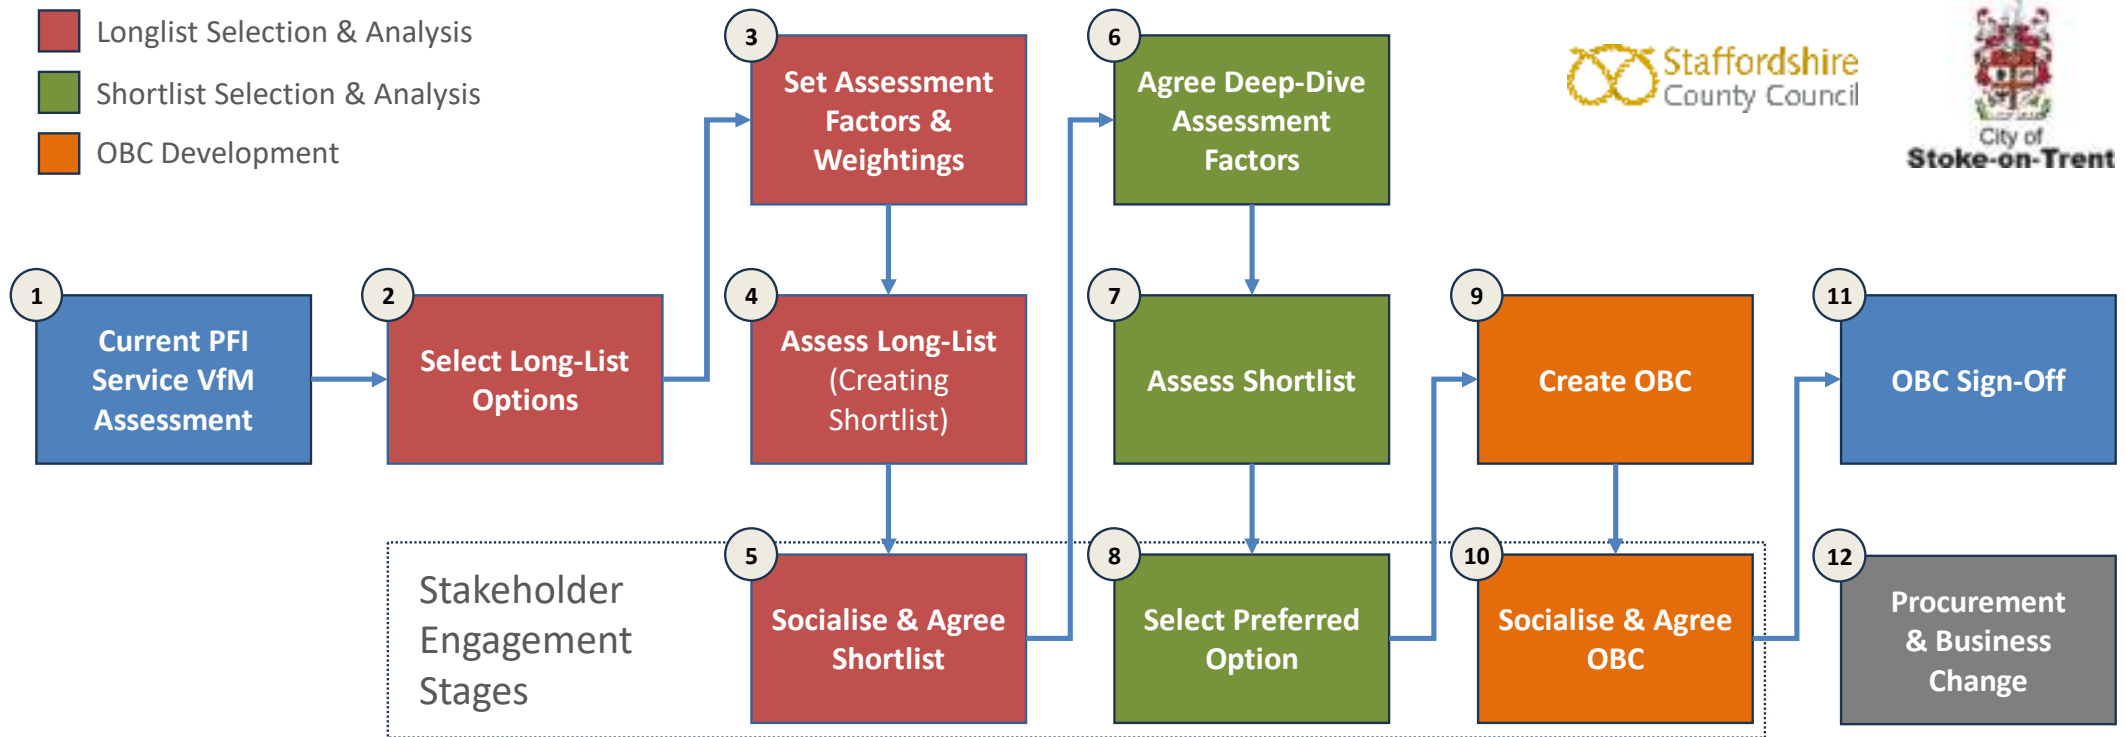 Longlist Selection & Analysis
Shortlist Selection & Analysis
OBC Development
Staffordshire
County Council
City of
Stoke-on-Trent
1
Current PFI
Service VfM
Assessment
2
Select Long-List
Options
3
Set Assessment
Factors &
Weightings
4
Assess Long-List
(Creating
Shortlist)
5
Socialise & Agree
Shortlist
6
Agree Deep-Dive
Assessment
Factors
7
Assess Shortlist
8
Select Preferred
Option
9
Create OBC
10
Socialise & Agree
OBC
11
OBC Sign-Off
12
Procurement
& Business
Change
Stakeholder
Engagement
Stages